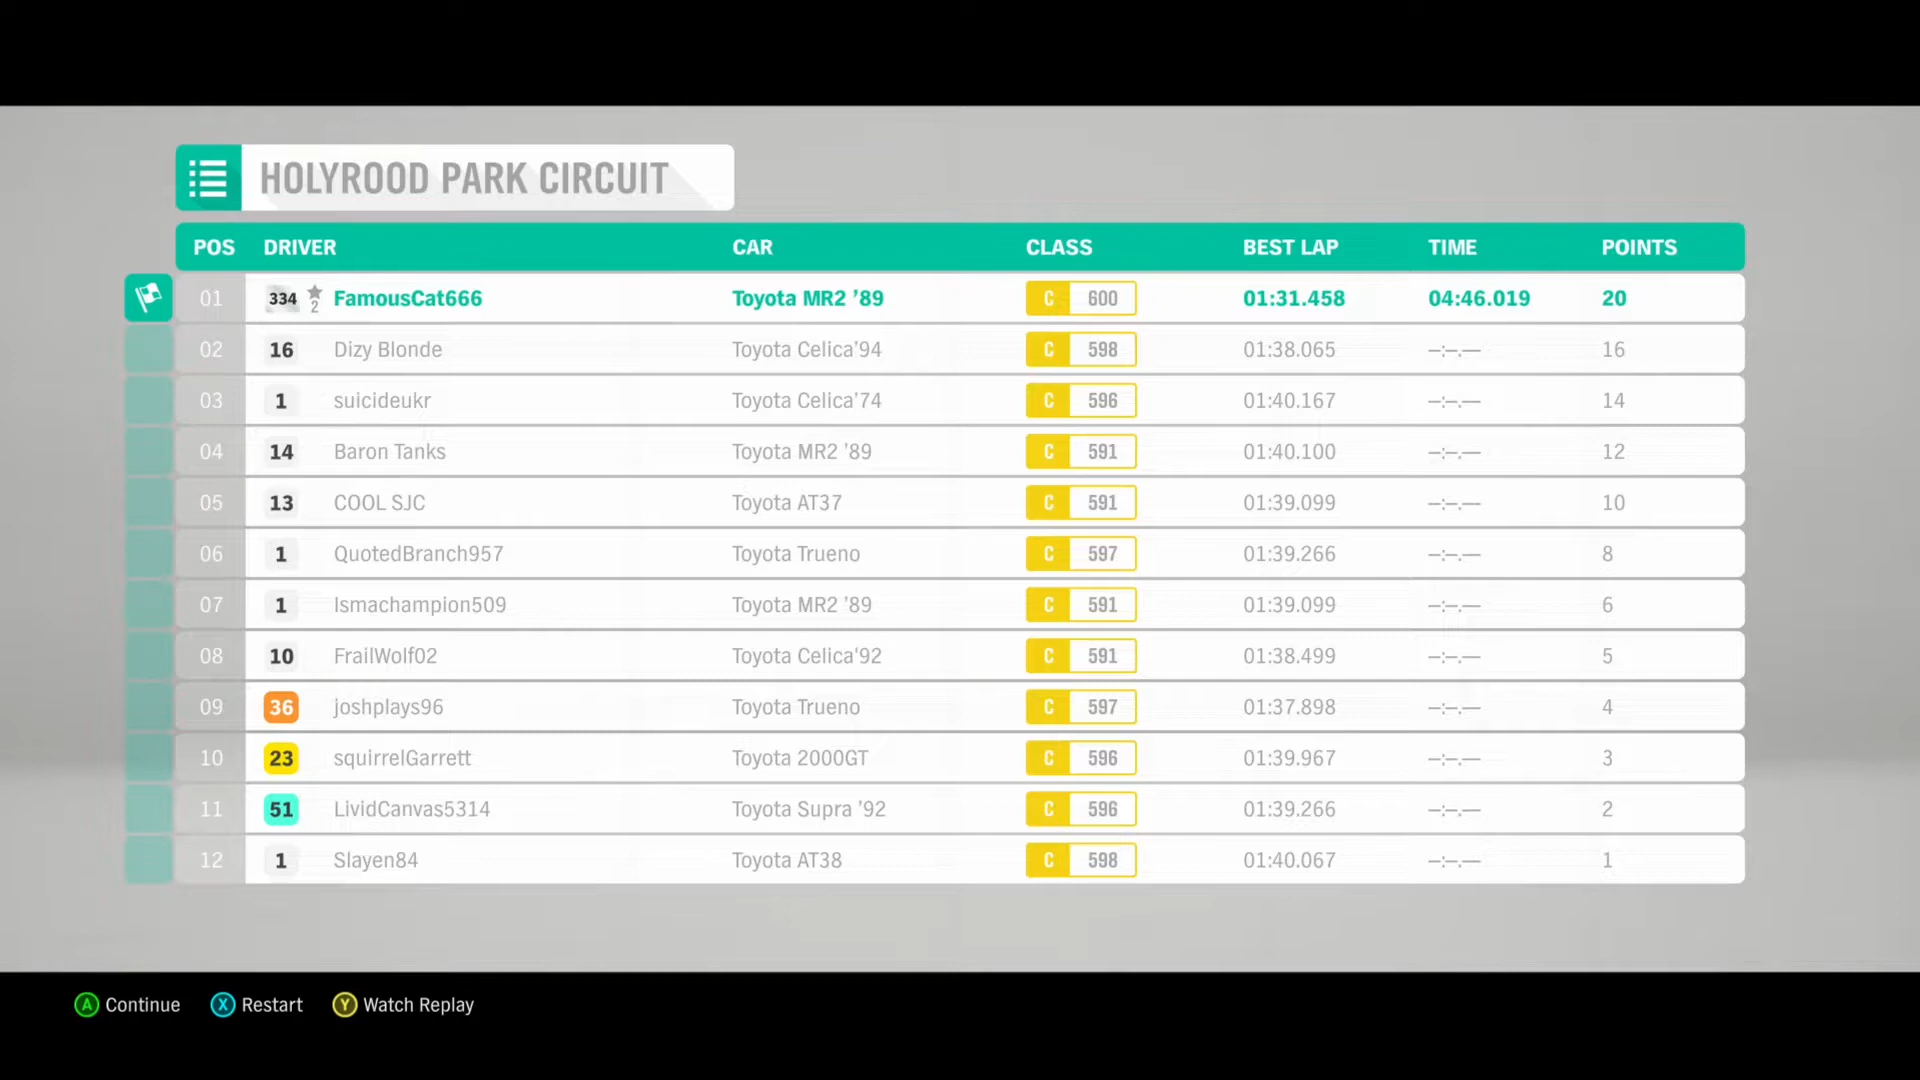 HOLYROOD PARK CIRCUIT
POS DRIVER CAR CLASS BEST LAP TIME POINTS
01 334 2 FamousCat666 Toyota MR2 ’89 C 600 01:31.458 04:46.019 20
02 16 Dizy Blonde Toyota Celica’94 C 598 01:38.065 –:–.–– 16
03 1 suicideukr Toyota Celica’74 C 596 01:40.167 –:–.–– 14
04 14 Baron Tanks Toyota MR2 ’89 C 591 01:40.100 –:–.–– 12
05 13 COOL SJC Toyota AT37 C 591 01:39.099 –:–.–– 10
06 1 QuotedBranch957 Toyota Trueno C 597 01:39.266 –:–.–– 8
07 1 Ismachampion509 Toyota MR2 ’89 C 591 01:39.099 –:–.–– 6
08 10 FrailWolf02 Toyota Celica'92 C 591 01:38.499 –:–.–– 5
09 36 joshplays96 Toyota Trueno C 597 01:37.898 –:–.–– 4
10 23 squirrelGarrett Toyota 2000GT C 596 01:39.967 –:–.–– 3
11 51 LividCanvas5314 Toyota Supra ’92 C 596 01:39.266 –:–.–– 2
12 1 Slayen84 Toyota AT38 C 598 01:40.067 –:–.–– 1
A Continue X Restart Y Watch Replay